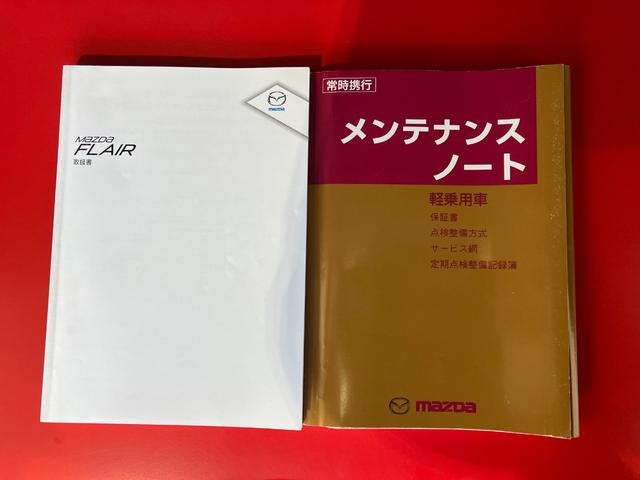 mazda
MAZDA
FLAIR
取扱書
常時携行
メンテナンス
ノート
軽乗用車
保証書
点検整備方式
サービス網
定期点検整備記録簿
mazda